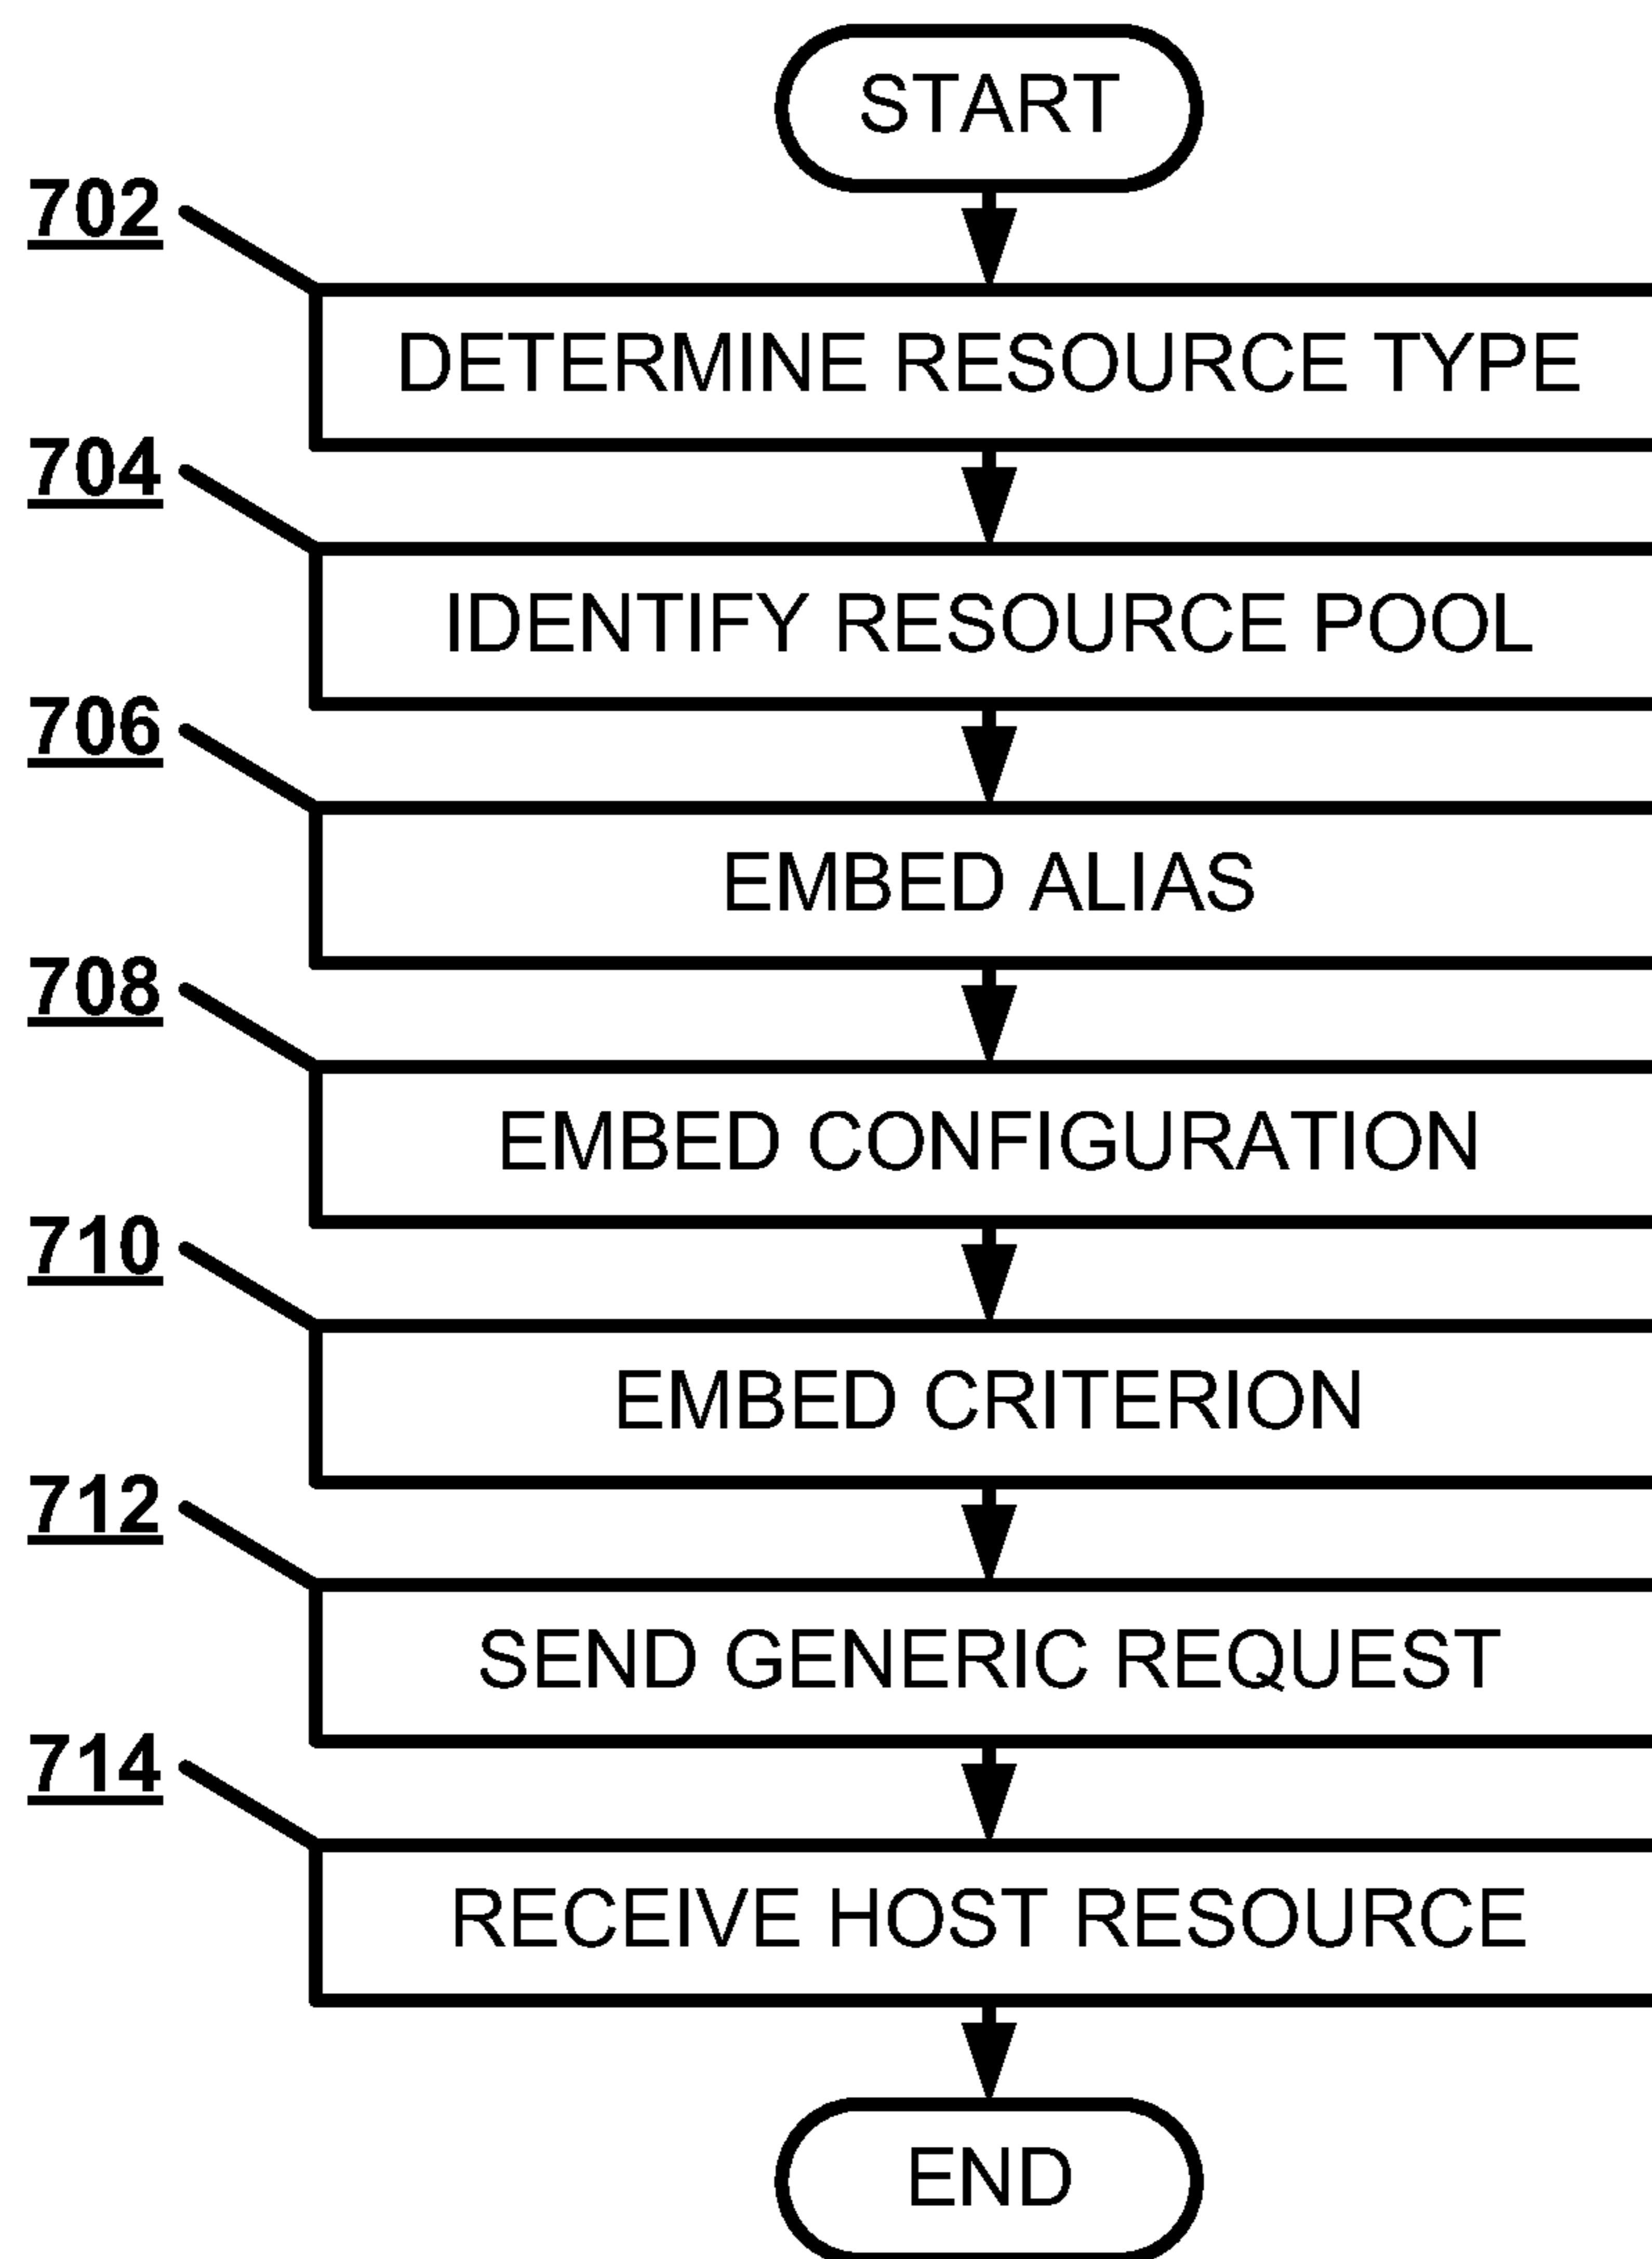 START
702
DETERMINE RESOURCE TYPE
704
IDENTIFY RESOURCE POOL
706
EMBED ALIAS
708
EMBED CONFIGURATION
710
EMBED CRITERION
712
SEND GENERIC REQUEST
714
RECEIVE HOST RESOURCE
END